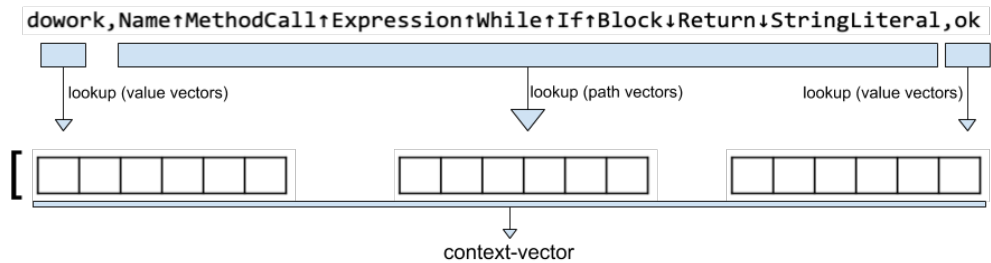 dowork,Name↑MethodCall↑Expression↑While↑If↑Block↓Return↓StringLiteral,ok
lookup (value vectors) lookup (path vectors) lookup (value vectors)
[
context-vector